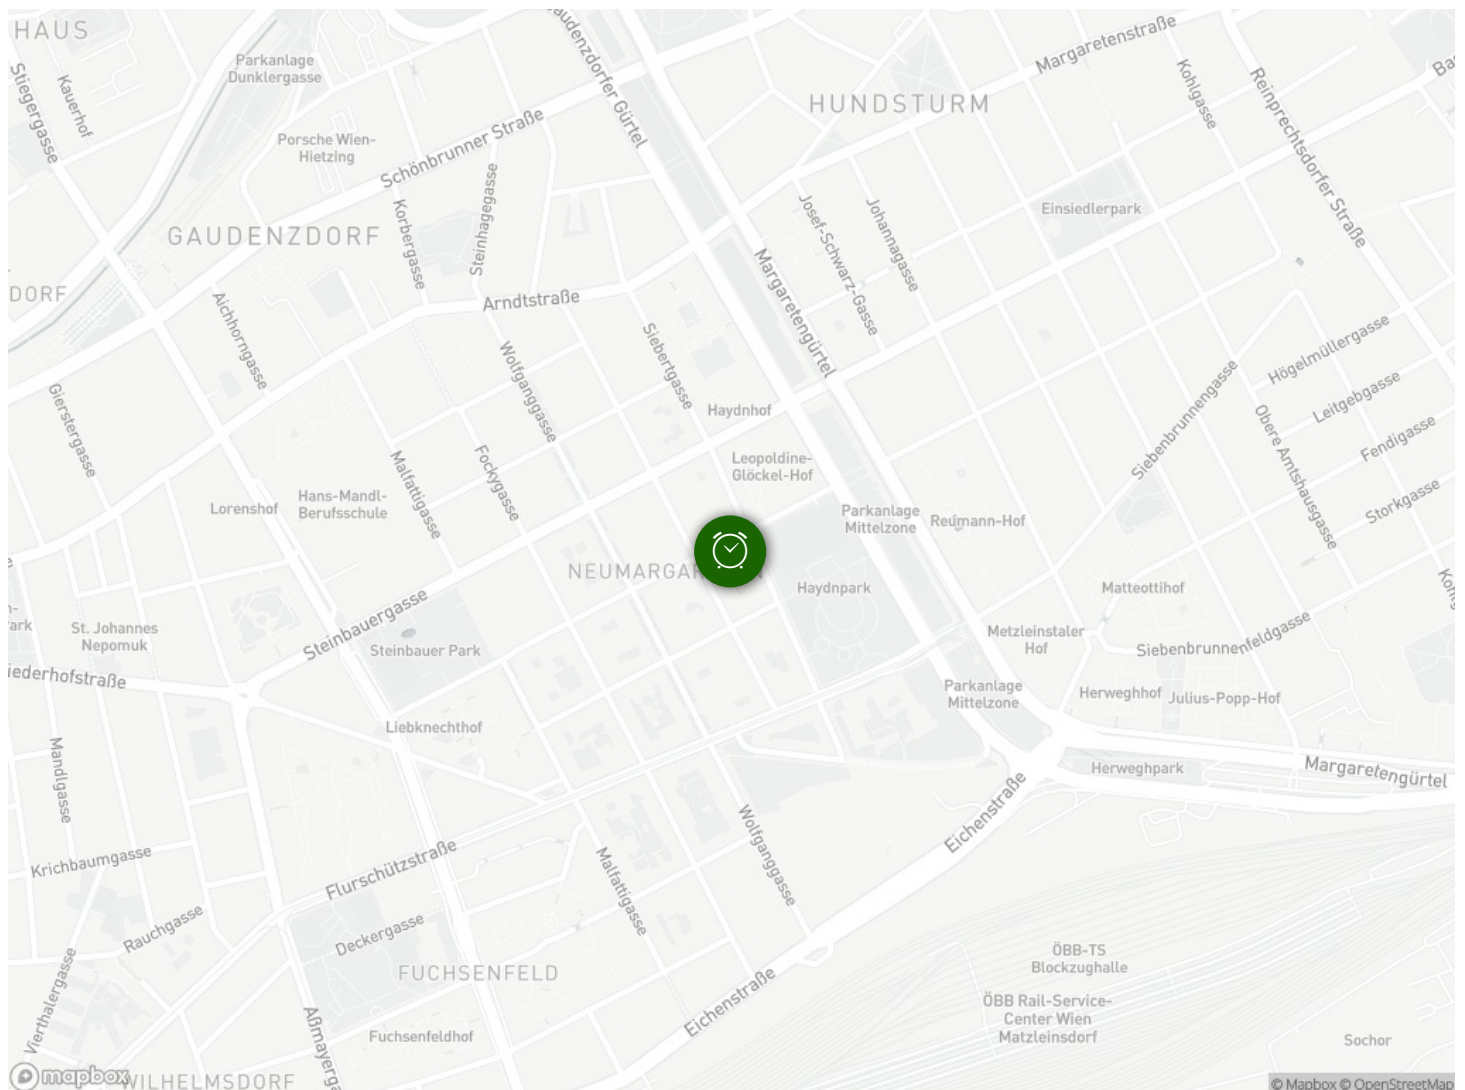 HAUS
Stiegergasse
Kauerhof
Parkanlage
Dunklergasse
Gaudenzdorfer Gürtel
Margaretenstraße
HUNDSTURM
Kohlgasse
Reinprechtsdorfer Straße
Porsche Wien-
Hietzing
Schönbrunner Straße
Korbergasse
Steinhagegasse
Josef-Schwarz-Gasse
Johannagasse
Einsiedlerpark
GAUDENZDORF
DORF
Aichhorngasse
Arndtstraße
Margaretengürtel
Siebertgasse
Wolfganggasse
Högelmüllergasse
Leitgebgasse
Fendigasse
Storkgasse
Siebenbrunnengasse
Obere Amtshausgasse
Gierstergasse
Haydnhof
Leopoldine-
Glöckel-Hof
Fockygasse
Malfattigasse
Lorenshof
Hans-Mandl-
Berufsschule
Parkanlage
Mittelzone
Reumann-Hof
Haydnpark
Matteottihof
Steinbauergasse
Steinbauer Park
St. Johannes
Nepomuk
ark
iederhofstraße
Metzleinstaler
Hof
Siebenbrunnenfeldgasse
Parkanlage
Mittelzone
Herweghhof
Julius-Popp-Hof
Liebknechthof
Mandlgasse
Herweghpark
Margaretengürtel
Eichenstraße
Wolfganggasse
Malfattigasse
Krichbaumgasse
Flurschützstraße
Rauchgasse
Deckergasse
FUCHSENFELD
Vierthalergasse
Eichenstraße
ÖBB-TS
Blockzughalle
ÖBB Rail-Service-
Center Wien
Matzleinsdorf
Fuchsenfeldhof
Sochor
mapbox
WILHELMSDORF
© Mapbox © OpenStreetMap